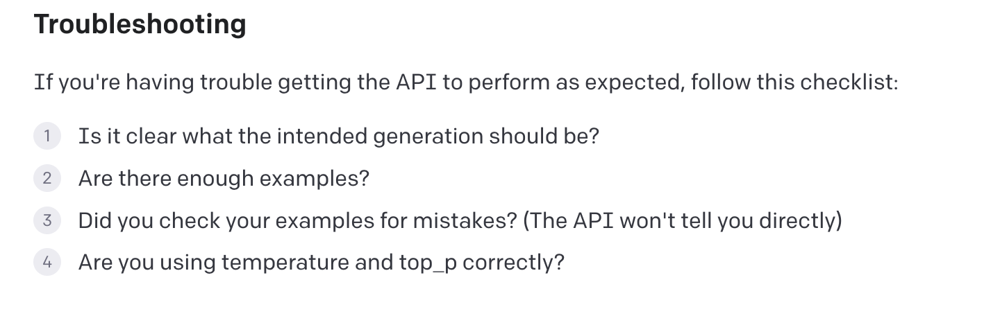 Troubleshooting
If you're having trouble getting the API to perform as expected, follow this checklist:
1 Is it clear what the intended generation should be?
2 Are there enough examples?
3 Did you check your examples for mistakes? (The API won't tell you directly)
4 Are you using temperature and top_p correctly?